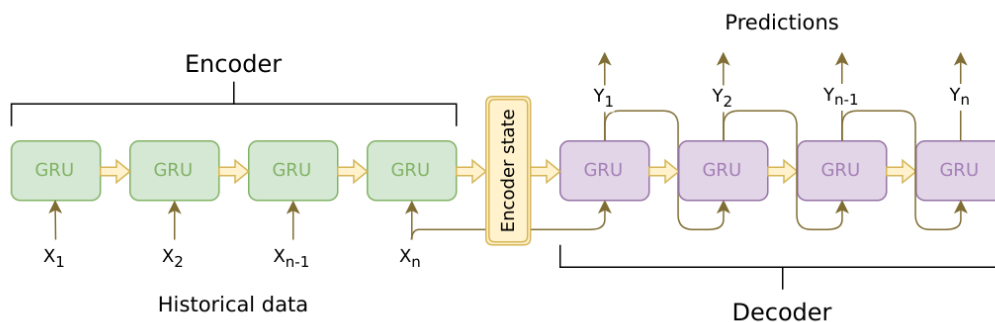 Predictions
Encoder
Y1 Y2 Yn-1 Yn
GRU GRU GRU GRU Encoder state GRU GRU GRU GRU
X1 X2 Xn-1 Xn
Historical data
Decoder